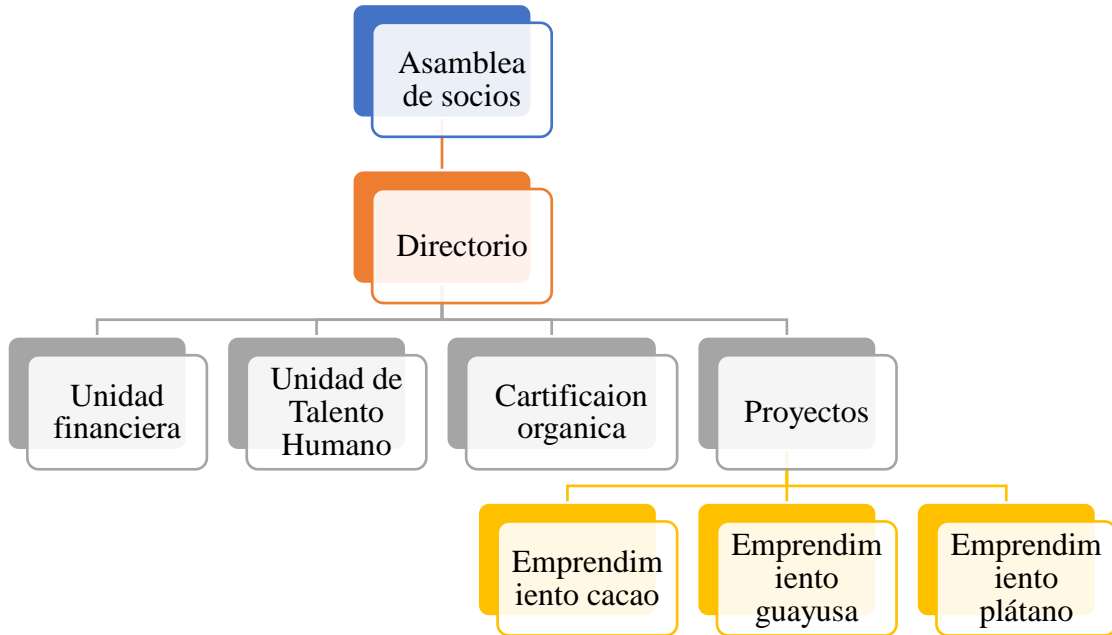 Asamblea
de socios
Directorio
Unidad
financiera
Unidad de
Talento
Humano
Cartificaion
organica
Proyectos
Emprendim
iento cacao
Emprendim
iento
guayusa
Emprendim
iento
plátano